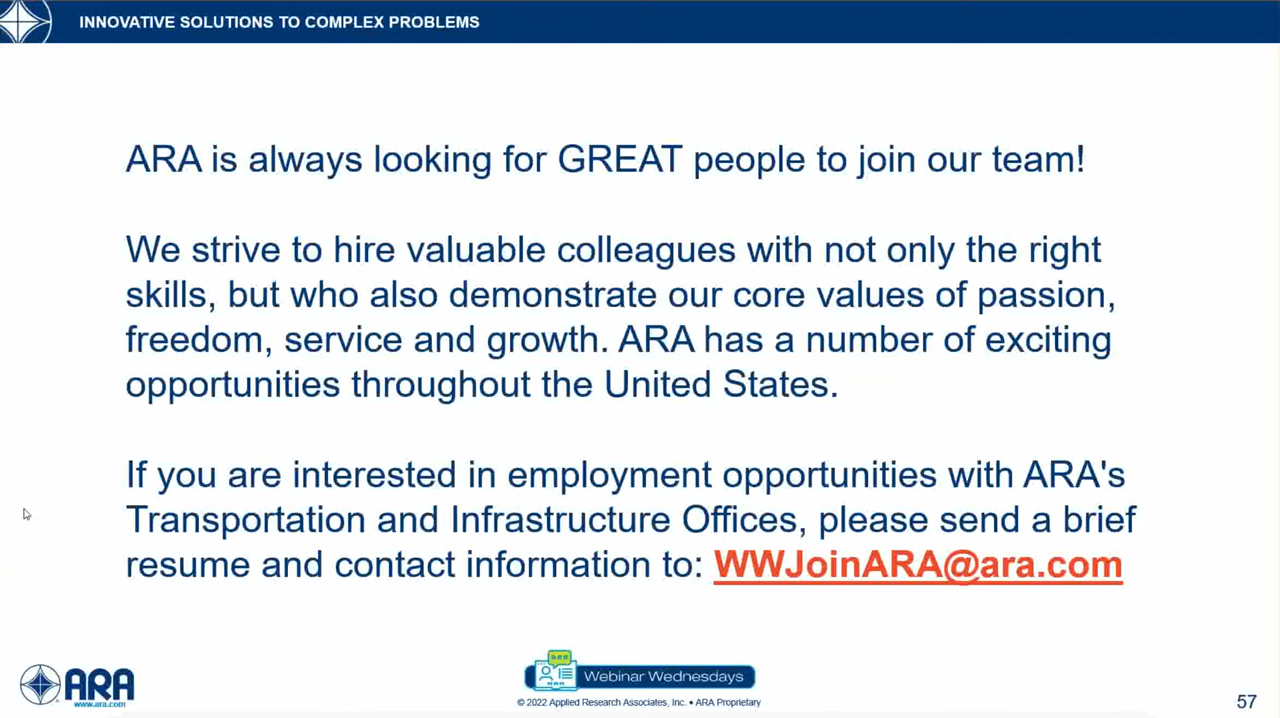 INNOVATIVE SOLUTIONS TO COMPLEX PROBLEMS
ARA is always looking for GREAT people to join our team!
We strive to hire valuable colleagues with not only the right
skills, but who also demonstrate our core values of passion,
freedom, service and growth. ARA has a number of exciting
opportunities throughout the United States.
If you are interested in employment opportunities with ARA's
Transportation and Infrastructure Offices, please send a brief
resume and contact information to: WWJoinARA@ara.com
ARA
www.ara.com
Webinar Wednesdays
© 2022 Applied Research Associates, Inc. • ARA Proprietary
57